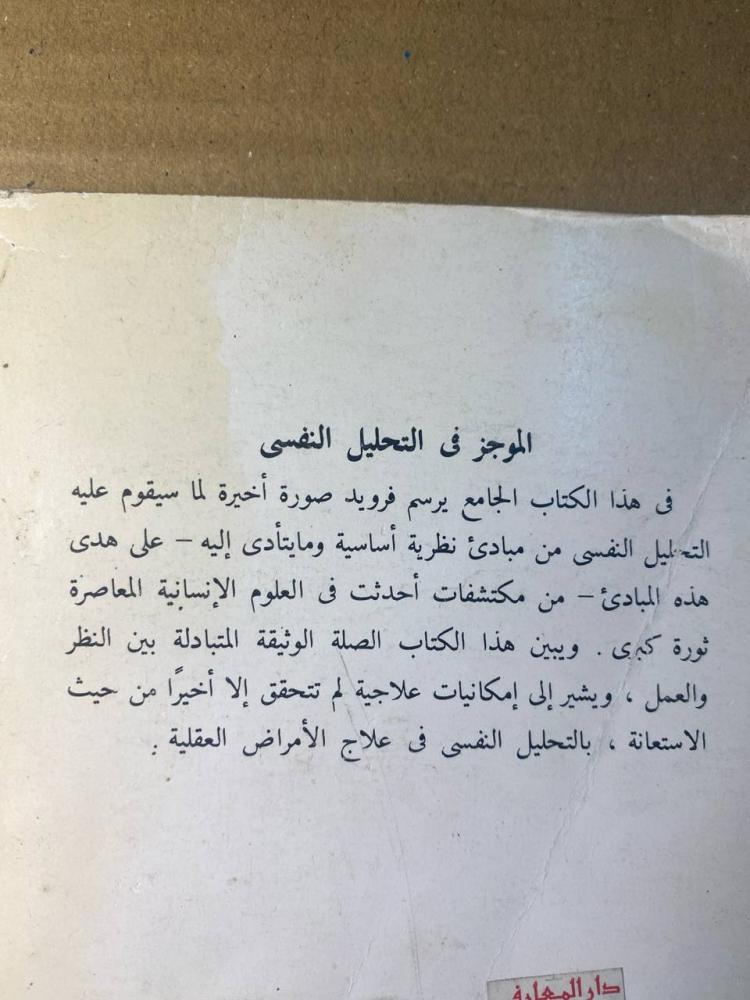 الموجز فى التحليل النفسى
فى هذا الكتاب الجامع يرسم فرويد صورة أخيرة لما سيقوم عليه
التحليل النفسى من مبادئ نظرية أساسية ومايتأدى إليه – على هدى
هذه المبادئ – من مكتشفات أحدثت فى العلوم الإنسانية المعاصرة
ثورة كبرى . ويبين هذا الكتاب الصلة الوثيقة المتبادلة بين النظر
والعمل ، ويشير إلى إمكانيات علاجية لم تتحقق إلا أخيرًا من حيث
الاستعانة ، بالتحليل النفسى فى علاج الأمراض العقلية .
دار المعارف